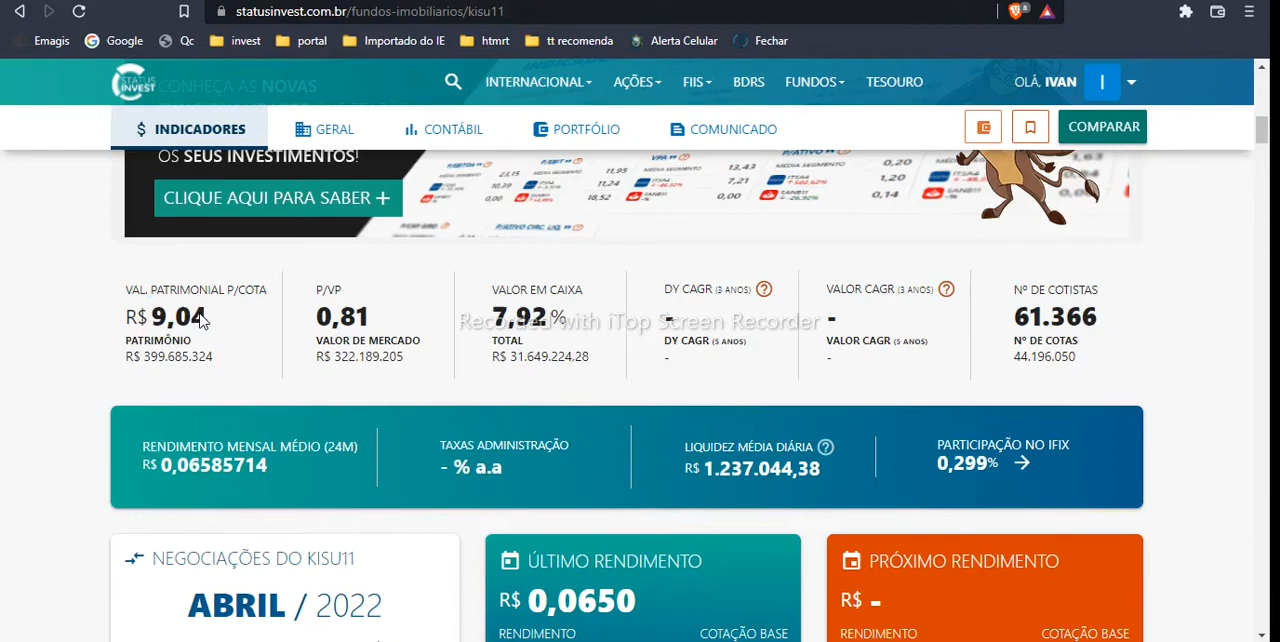 statusinvest.com.br/fundos-imobiliarios/kisu11
8
Emagis Google Qc invest portal Importado do IE htmrt tt recomenda Alerta Celular Fechar
STATUS INVEST
CONHEÇA AS NOVAS
INTERNACIONAL AÇÕES FIIS BDRS FUNDOS TESOURO OLÁ, IVAN I
$ INDICADORES GERAL CONTÁBIL PORTFÓLIO COMUNICADO COMPARAR
OS SEUS INVESTIMENTOS!
CLIQUE AQUI PARA SABER +
VAL. PATRIMONIAL P/COTA P/VP VALOR EM CAIXA DY CAGR (3 ANOS) ? VALOR CAGR (3 ANOS) ? Nº DE COTISTAS
R$ 9,04 0,81 7,92 % - - 61.366
Recorded with iTop Screen Recorder
PATRIMÔNIO VALOR DE MERCADO TOTAL DY CAGR (5 ANOS) VALOR CAGR (5 ANOS) Nº DE COTAS
R$ 399.685.324 R$ 322.189.205 R$ 31.649.224,28 - - 44.196.050
RENDIMENTO MENSAL MÉDIO (24M) TAXAS ADMINISTRAÇÃO LIQUIDEZ MÉDIA DIÁRIA ? PARTICIPAÇÃO NO IFIX
R$ 0,06585714 - % a.a R$ 1.237.044,38 0,299% →
NEGOCIAÇÕES DO KISU11 ÚLTIMO RENDIMENTO PRÓXIMO RENDIMENTO
ABRIL / 2022 R$ 0,0650 R$ -
RENDIMENTO COTAÇÃO BASE RENDIMENTO COTAÇÃO BASE